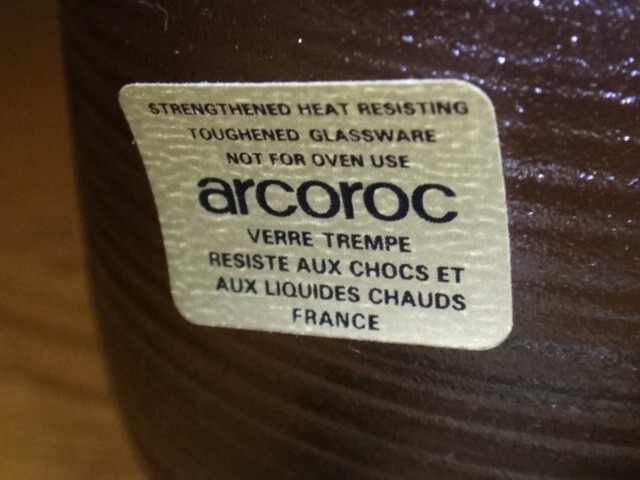 STRENGTHENED HEAT RESISTING
TOUGHENED GLASSWARE
NOT FOR OVEN USE
arcoroc
VERRE TREMPE
RESISTE AUX CHOCS ET
AUX LIQUIDES CHAUDS
FRANCE